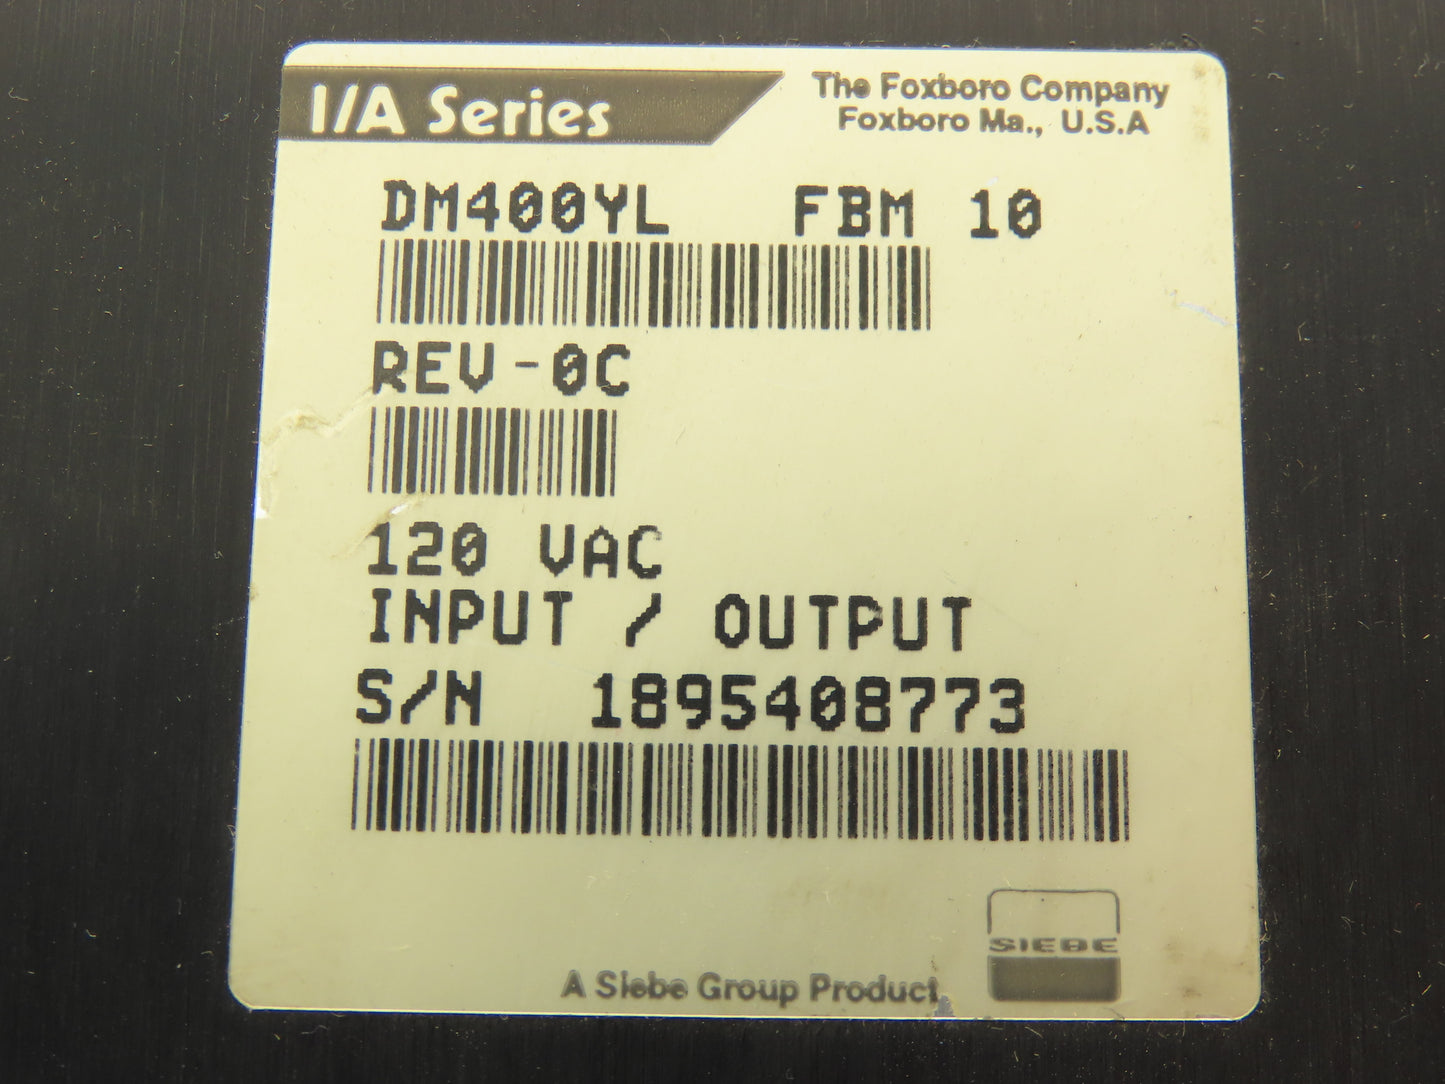 I/A Series
The Foxboro Company
Foxboro Ma., U.S.A
DM400YL FBM 10
REV-0C
120 VAC
INPUT / OUTPUT
S/N 1895408773
SIEBE
A Siebe Group Product